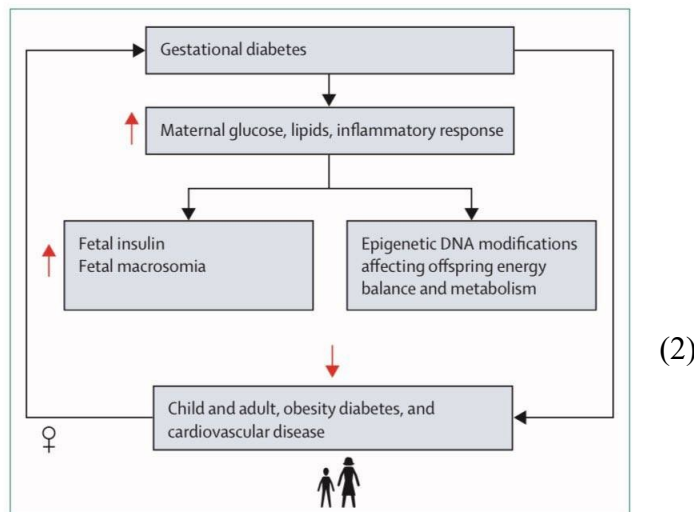 Gestational diabetes
Maternal glucose, lipids, inflammatory response
Fetal insulin
Fetal macrosomia
Epigenetic DNA modifications
affecting offspring energy
balance and metabolism
(2)
Child and adult, obesity diabetes, and
cardiovascular disease